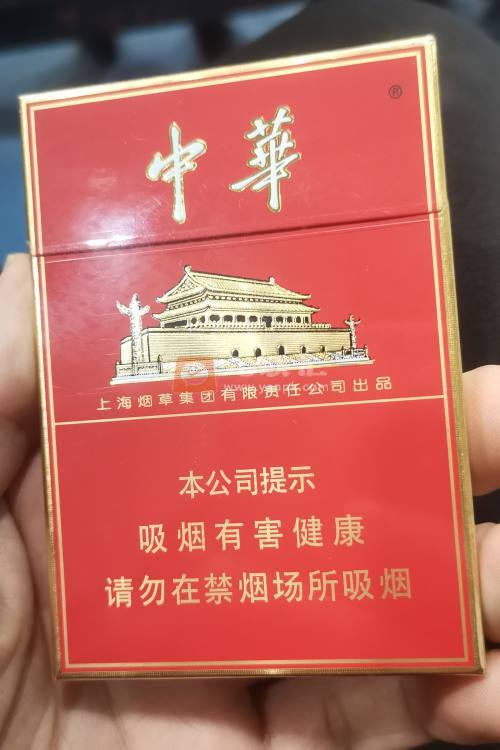 中華
®
上海烟草集团有限责任公司出品
本公司提示
吸烟有害健康
请勿在禁烟场所吸烟